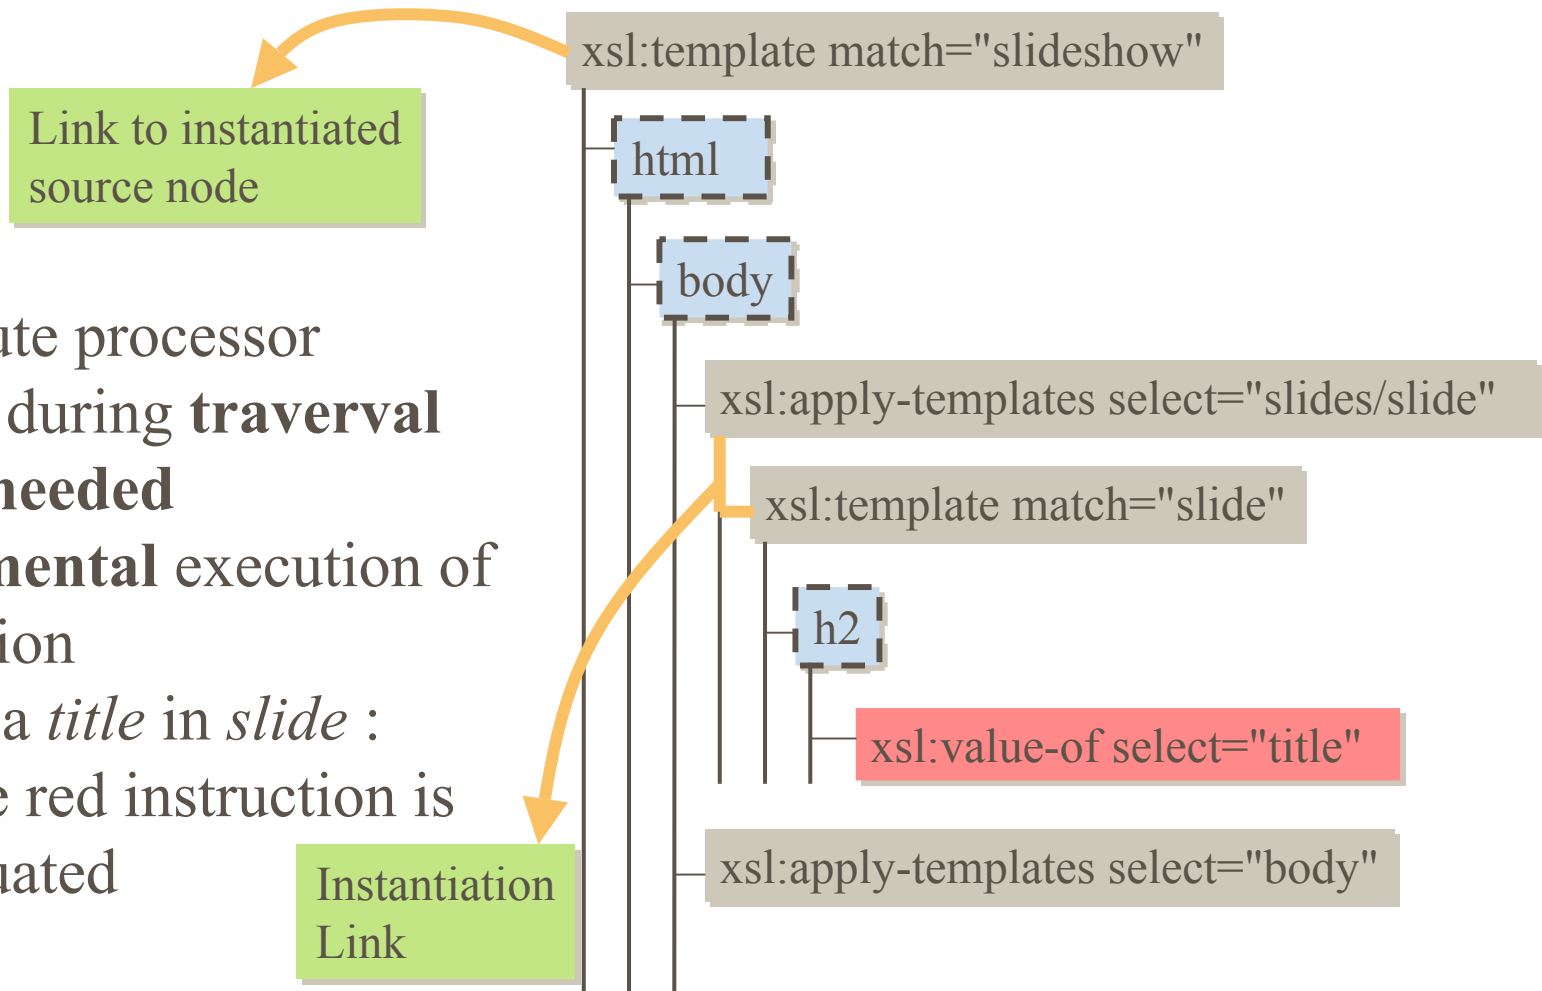 xsl:template match="slideshow"
Link to instantiated
source node
html
body
ute processor
during traverval
needed
mental execution of
ion
a title in slide :
e red instruction is
uated
xsl:apply-templates select="slides/slide"
xsl:template match="slide"
h2
xsl:value-of select="title"
xsl:apply-templates select="body"
Instantiation
Link